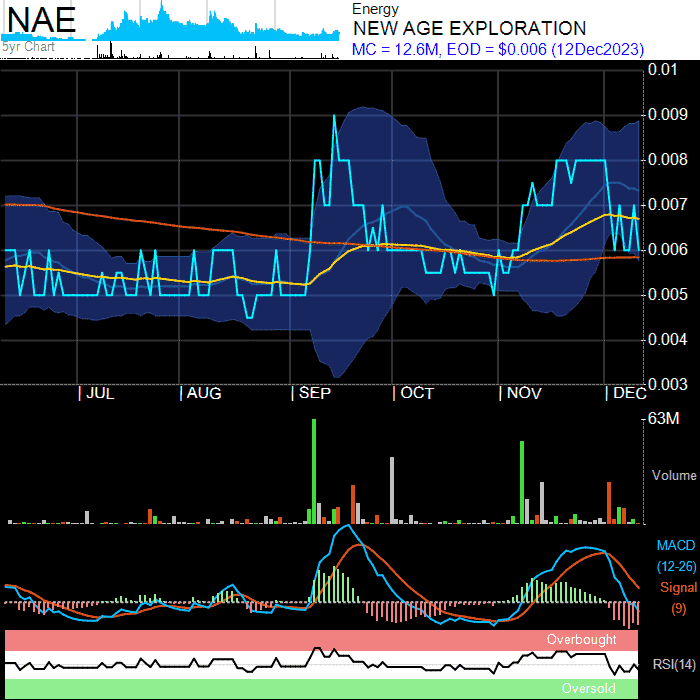 NAE
5yr Chart
Energy
NEW AGE EXPLORATION
MC = 12.6M, EOD = $0.006 (12Dec2023)
0.01
0.009
0.008
0.007
0.006
0.005
0.004
0.003
| JUL | AUG | SEP | OCT | NOV | DEC
63M
Volume
MACD
(12-26)
Signal
(9)
Overbought
RSI(14)
Oversold